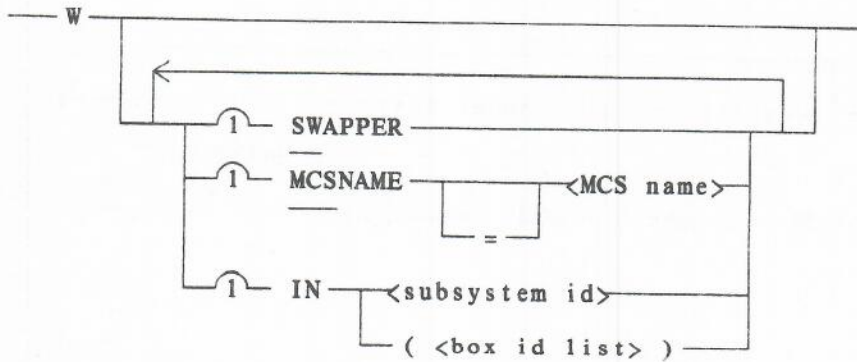 W
1 SWAPPER
1 MCSNAME <MCS name>
=
1 IN <subsystem id>
( <box id list> )